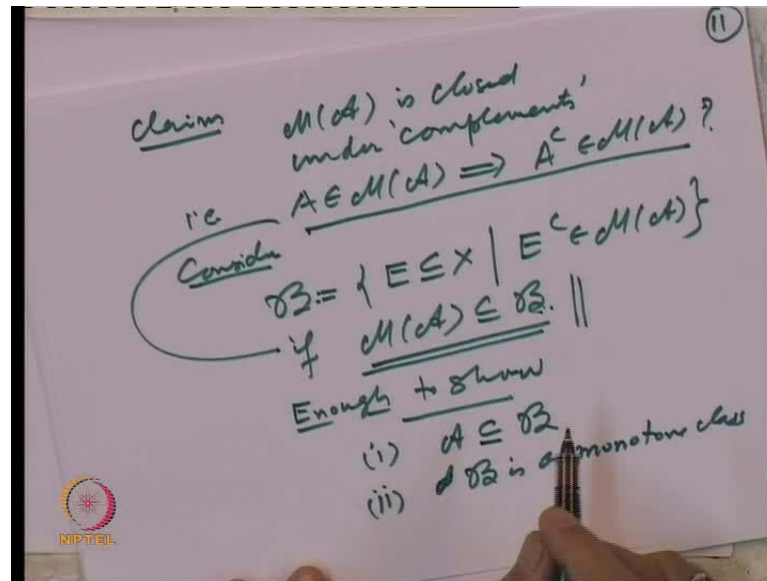 11
Claim M(A) is closed
under 'complements'
i.e A ∈ M(A) ⟹ A^C ∈ M(A) ?
Consider
B := { E ⊆ X | E^C ∈ M(A) }
if M(A) ⊆ B. ||
Enough to show
(i) A ⊆ B
(ii) B is a monotone class
NPTEL